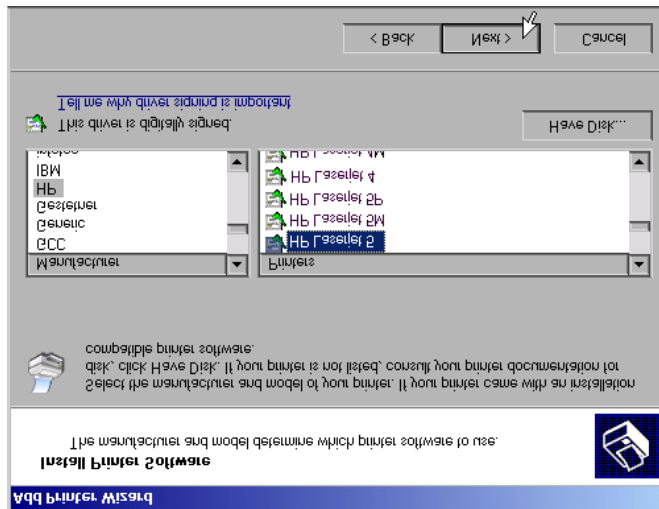 Add Printer Wizard
Install Printer Software
The manufacturer and model determine which printer software to use.
Select the manufacturer and model of your printer. If your printer came with an installation
disk, click Have Disk. If your printer is not listed, consult your printer documentation for
compatible printer software.
Manufacturer
GCC
Generic
Gestetner
HP
IBM
Infotec
Printers
HP Laserjet 5
HP Laserjet 5M
HP Laserjet 5P
HP Laserjet 4
HP Laserjet 4M
This driver is digitally signed.
Tell me why driver signing is important
Have Disk...
< Back
Next >
Cancel